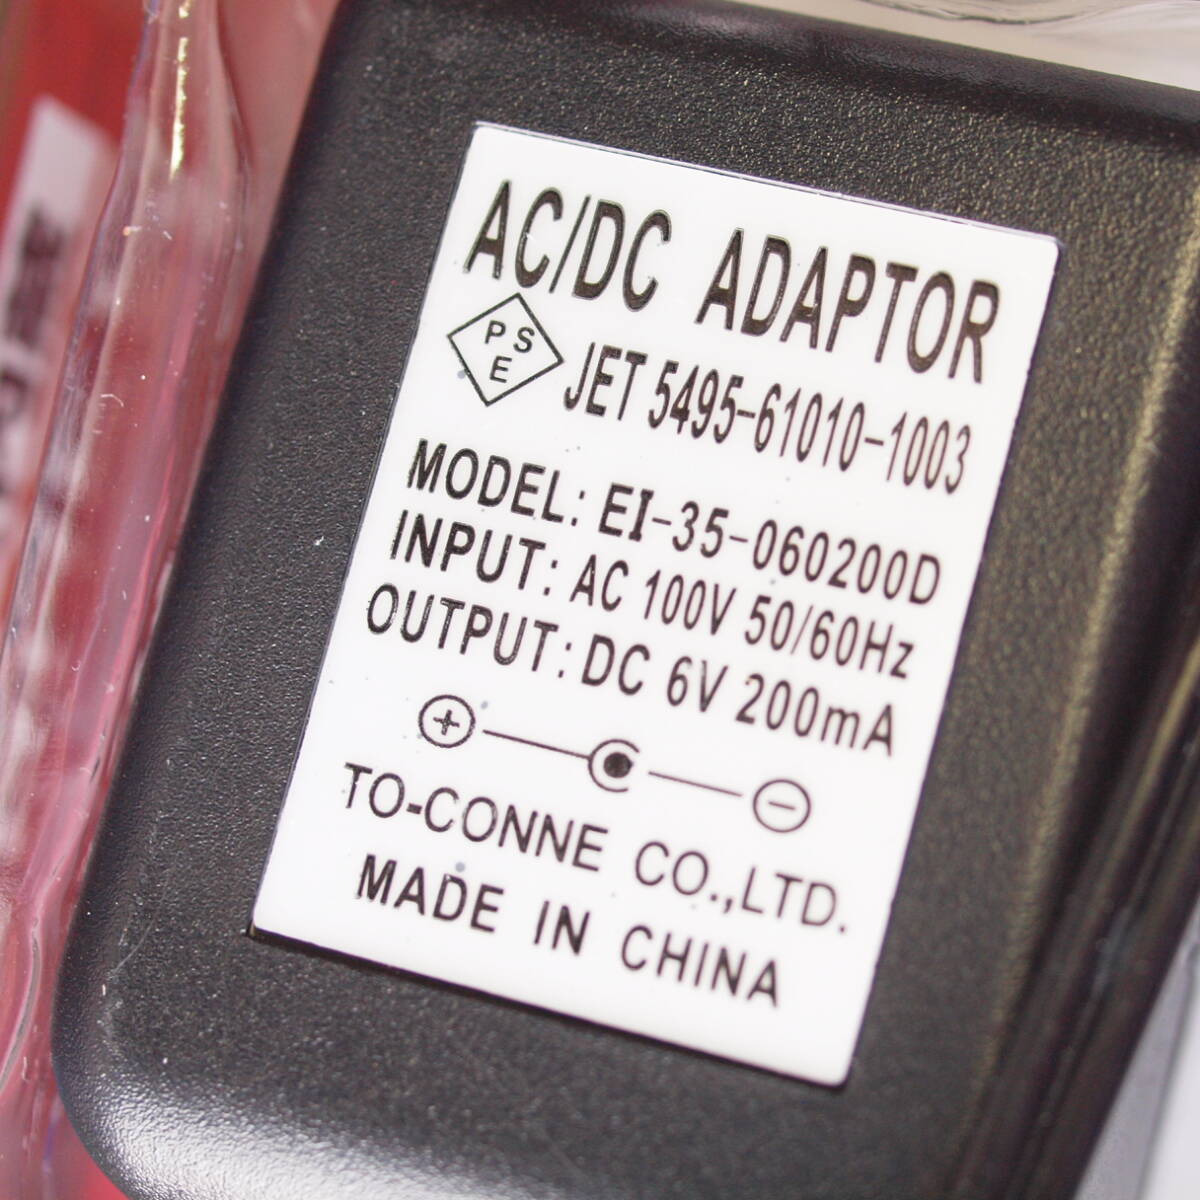 AC/DC ADAPTOR
PSE JET 5495-61010-1003
MODEL: EI-35-060200D
INPUT: AC 100V 50/60Hz
OUTPUT: DC 6V 200mA
+ −
TO-CONNE CO.,LTD.
MADE IN CHINA